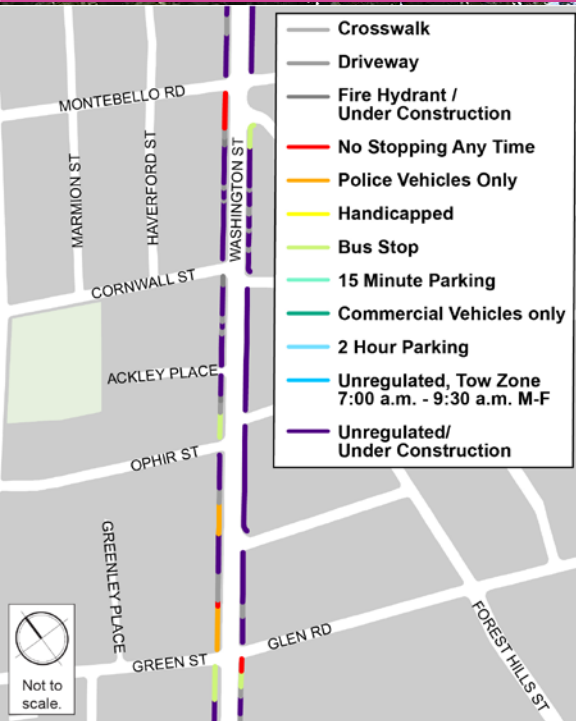 Crosswalk
Driveway
Fire Hydrant /
Under Construction
No Stopping Any Time
Police Vehicles Only
Handicapped
Bus Stop
15 Minute Parking
Commercial Vehicles only
2 Hour Parking
Unregulated, Tow Zone
7:00 a.m. - 9:30 a.m. M-F
Unregulated/
Under Construction
MONTEBELLO RD
MARMION ST
HAVERFORD ST
WASHINGTON ST
CORNWALL ST
ACKLEY PLACE
OPHIR ST
GREENLEY PLACE
GLEN RD
FOREST HILLS ST
GREEN ST
Not to
scale.